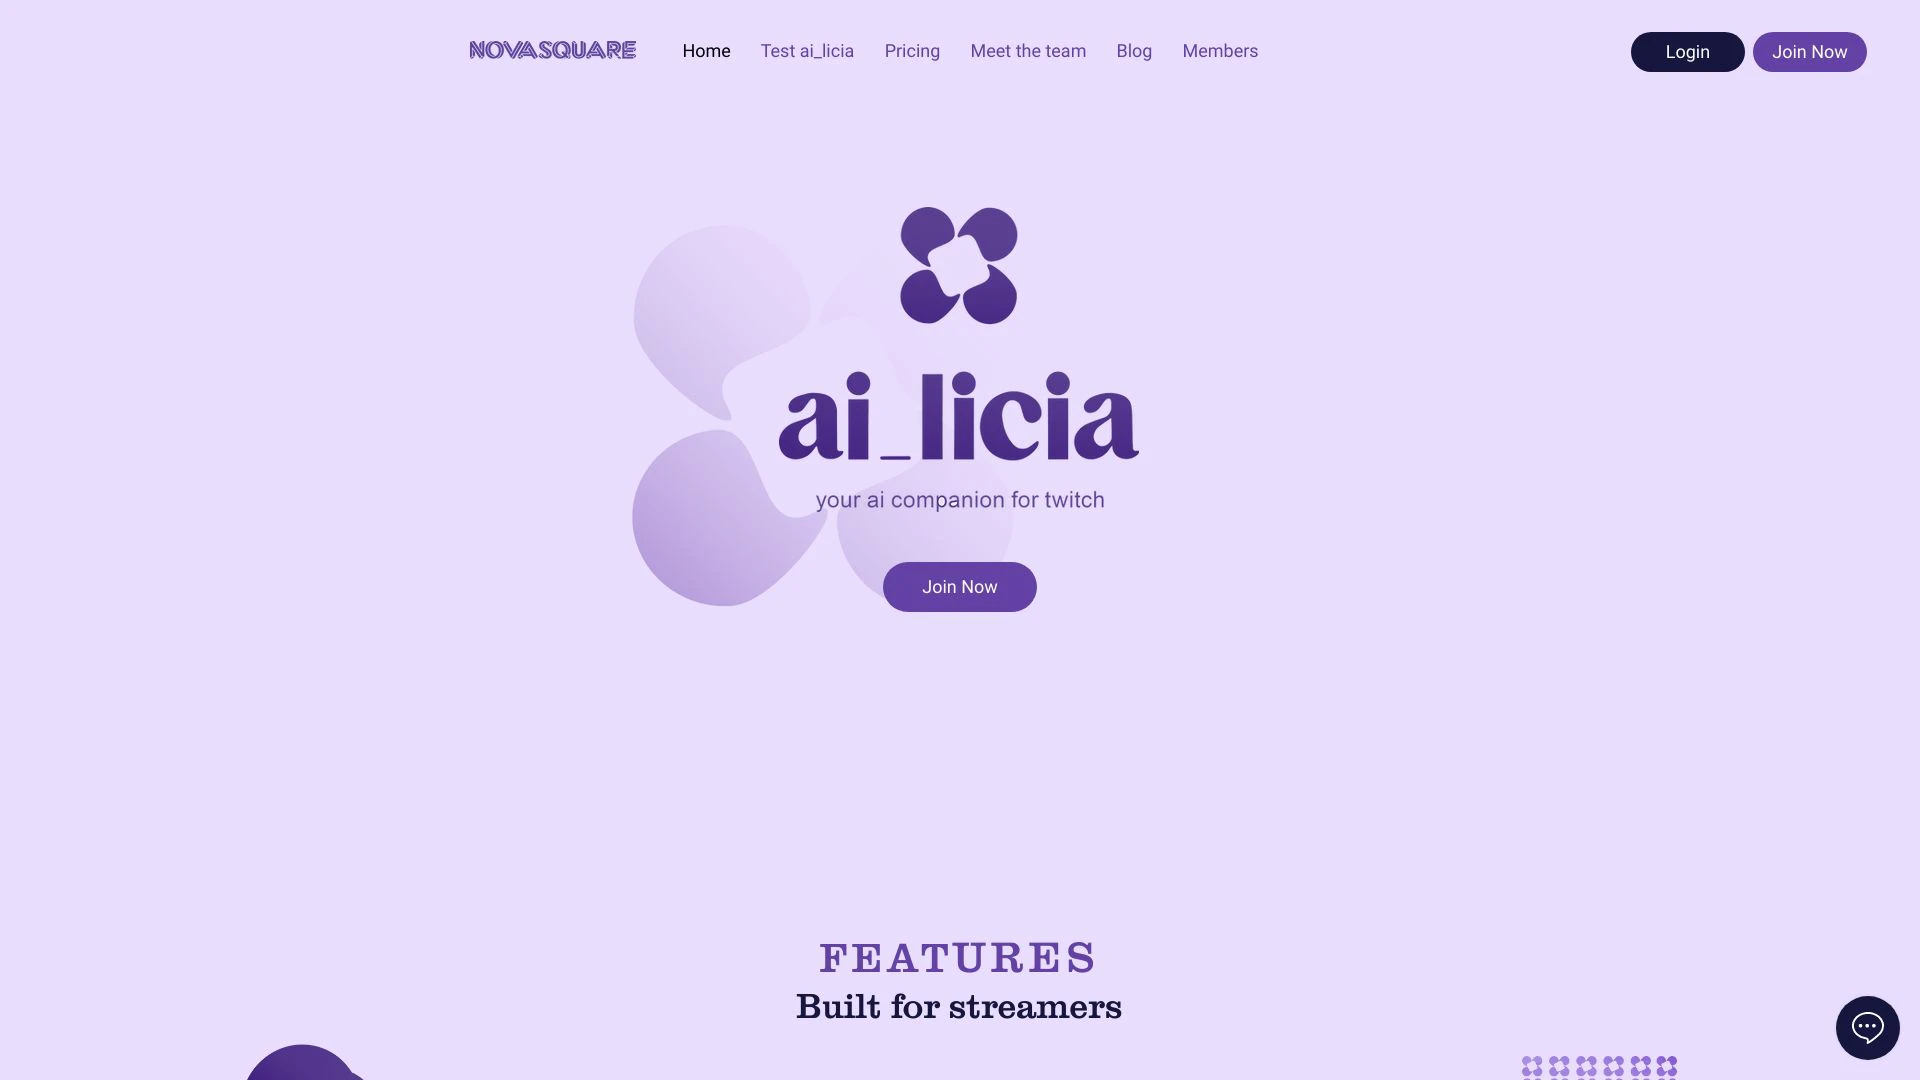 NOVASQUARE Home Test ai_licia Pricing Meet the team Blog Members Login Join Now
ai_licia
your ai companion for twitch
Join Now
FEATURES
Built for streamers